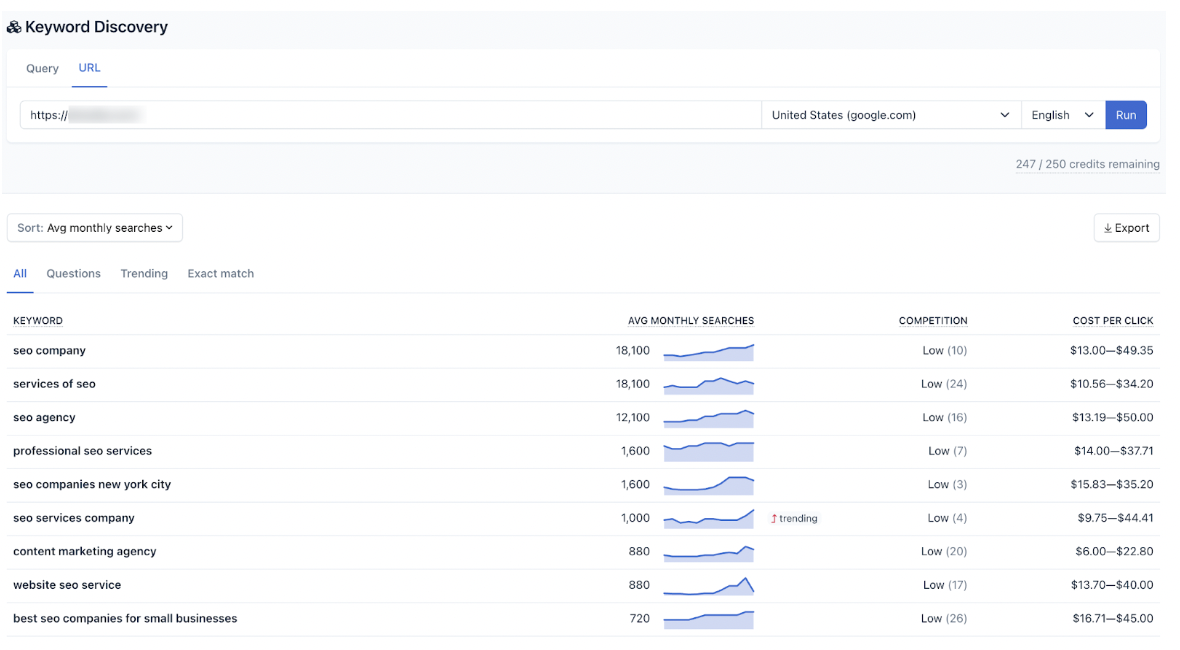 Keyword Discovery
Query URL
https:// United States (google.com) English Run
247 / 250 credits remaining
Sort: Avg monthly searches Export
All Questions Trending Exact match
KEYWORD AVG MONTHLY SEARCHES COMPETITION COST PER CLICK
seo company 18,100 Low (10) $13.00—$49.35
services of seo 18,100 Low (24) $10.56—$34.20
seo agency 12,100 Low (16) $13.19—$50.00
professional seo services 1,600 Low (7) $14.00—$37.71
seo companies new york city 1,600 Low (3) $15.83—$35.20
seo services company 1,000 trending Low (4) $9.75—$44.41
content marketing agency 880 Low (20) $6.00—$22.80
website seo service 880 Low (17) $13.70—$40.00
best seo companies for small businesses 720 Low (26) $16.71—$45.00